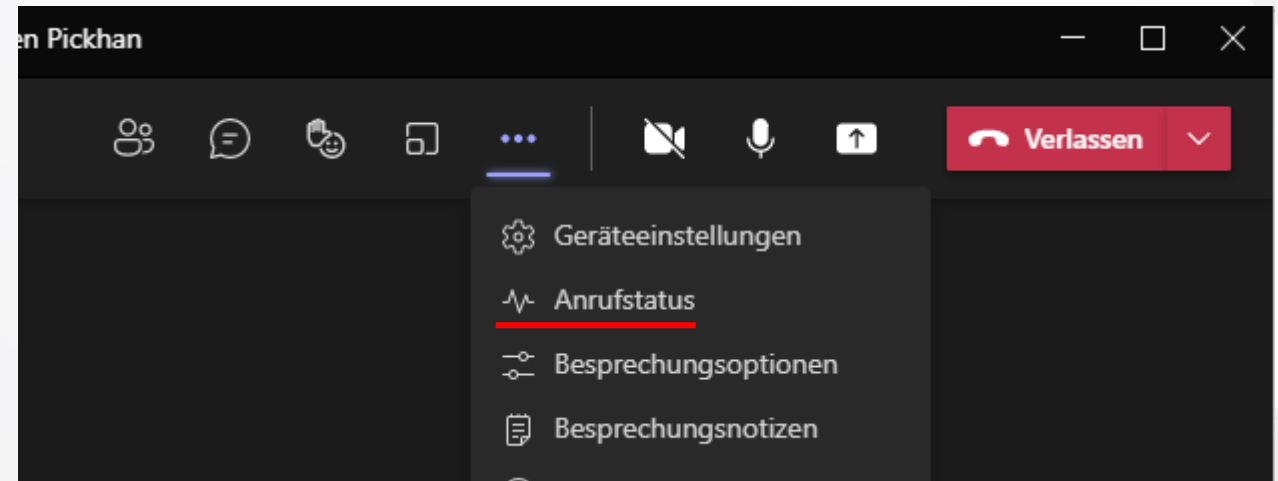 en Pickhan
Verlassen
Geräteeinstellungen
Anrufstatus
Besprechungsoptionen
Besprechungsnotizen